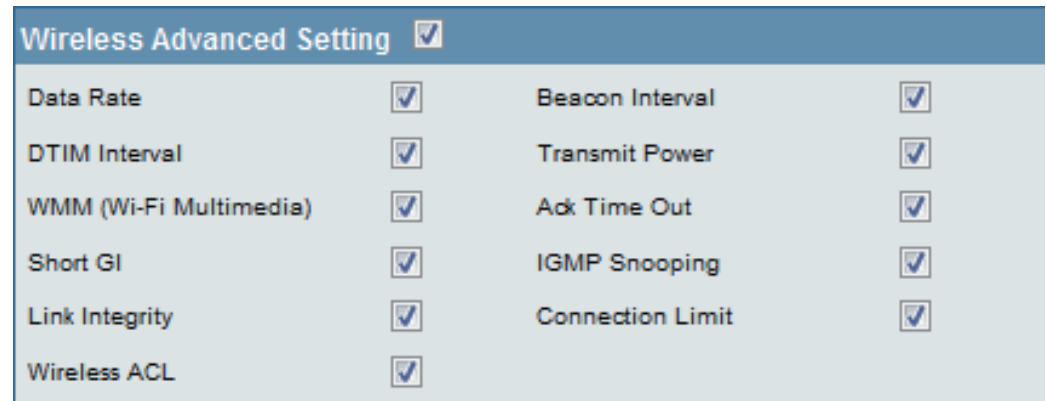 Wireless Advanced Setting
Data Rate Beacon Interval
DTIM Interval Transmit Power
WMM (Wi-Fi Multimedia) Ack Time Out
Short GI IGMP Snooping
Link Integrity Connection Limit
Wireless ACL